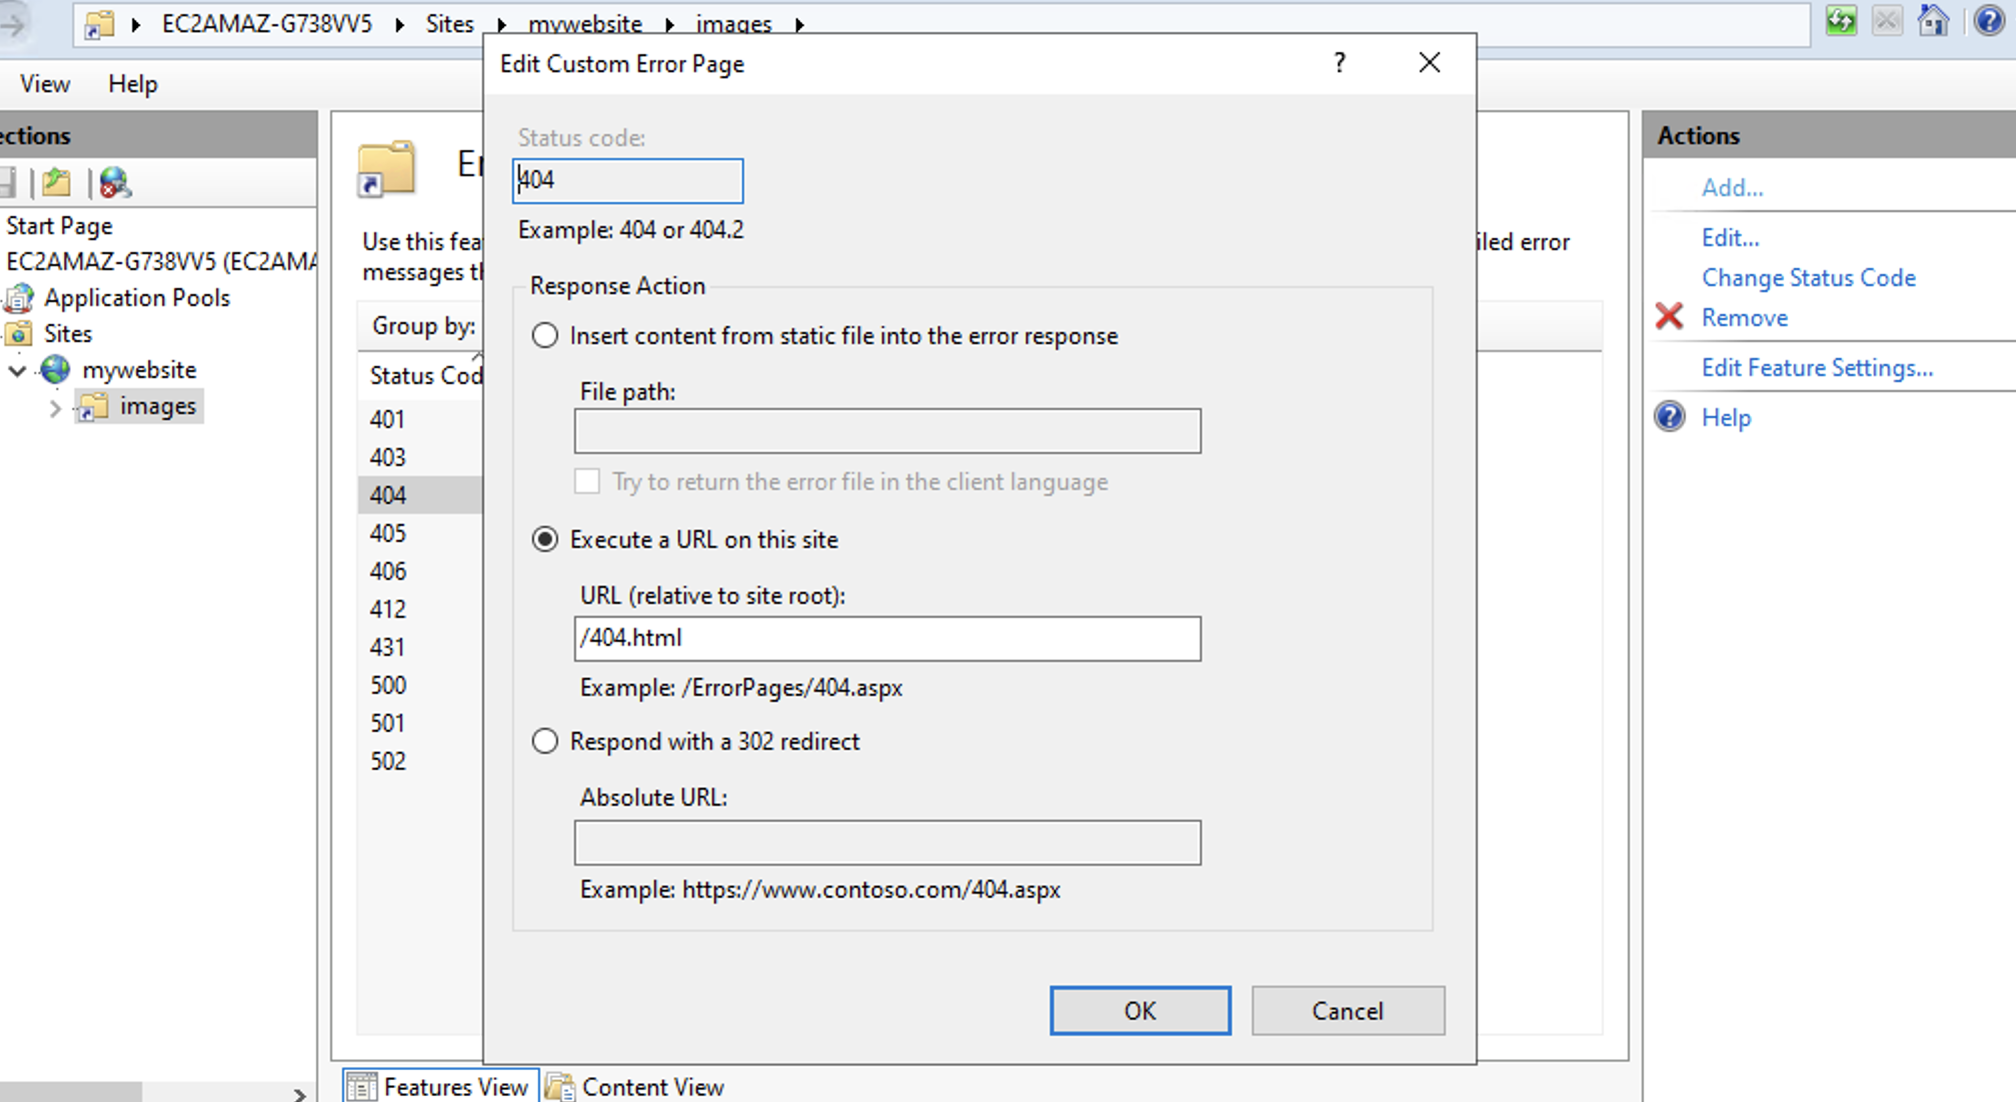 EC2AMAZ-G738VV5 Sites mywebsite images
View Help
Edit Custom Error Page
ections
Start Page
EC2AMAZ-G738VV5 (EC2AMA
Application Pools
Sites
mywebsite
images
Use this fea
messages th
iled error
Group by:
Status Cod
401
403
404
405
406
412
431
500
501
502
Status code:
404
Example: 404 or 404.2
Response Action
Insert content from static file into the error response
File path:
Try to return the error file in the client language
Execute a URL on this site
URL (relative to site root):
/404.html
Example: /ErrorPages/404.aspx
Respond with a 302 redirect
Absolute URL:
Example: https://www.contoso.com/404.aspx
OK Cancel
Actions
Add...
Edit...
Change Status Code
Remove
Edit Feature Settings...
Help
Features View Content View